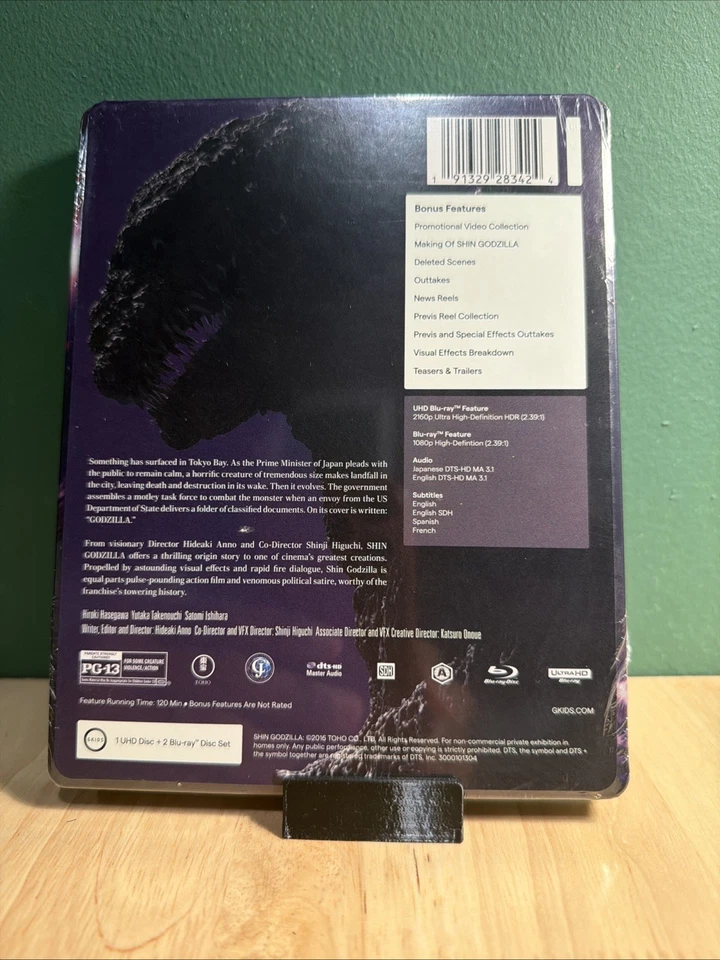 1 91329 28342 4
Bonus Features
Promotional Video Collection
Making Of SHIN GODZILLA
Deleted Scenes
Outtakes
News Reels
Previs Reel Collection
Previs and Special Effects Outtakes
Visual Effects Breakdown
Teasers & Trailers
UHD Blu-ray™ Feature
2160p Ultra High-Definition HDR (2.39:1)
Blu-ray™ Feature
1080p High-Defintion (2.39:1)
Audio
Japanese DTS-HD MA 3.1
English DTS-HD MA 3.1
Subtitles
English
English SDH
Spanish
French
Something has surfaced in Tokyo Bay. As the Prime Minister of Japan pleads with
the public to remain calm, a horrific creature of tremendous size makes landfall in
the city, leaving death and destruction in its wake. Then it evolves. The government
assembles a motley task force to combat the monster when an envoy from the US
Department of State delivers a folder of classified documents. On its cover is written:
“GODZILLA.”
From visionary Director Hideaki Anno and Co-Director Shinji Higuchi, SHIN
GODZILLA offers a thrilling origin story to one of cinema’s greatest creations.
Propelled by astounding visual effects and rapid fire dialogue, Shin Godzilla is
equal parts pulse-pounding action film and venomous political satire, worthy of the
franchise’s towering history.
Hiroki Hasegawa Yutaka Takenouchi Satomi Ishihara
Writer, Editor and Director: Hideaki Anno Co-Director and VFX Director: Shinji Higuchi Associate Director and VFX Creative Director: Katsuro Onoue
PARENTS STRONGLY CAUTIONED
PG-13 FOR SOME CREATURE VIOLENCE/ACTION
TOHO
dts-HD Master Audio
SDH
A
Blu-ray Disc
ULTRA HD Blu-ray
Feature Running Time: 120 Min • Bonus Features Are Not Rated
GKIDS.COM
GKIDS
1 UHD Disc + 2 Blu-ray™ Disc Set
SHIN GODZILLA: ©2016 TOHO CO., LTD. All Rights Reserved. For non-commercial private exhibition in
homes only. Any public performance, other use or copying is strictly prohibited. DTS, the symbol and DTS +
the symbol together are registered trademarks of DTS, Inc. 3000101304